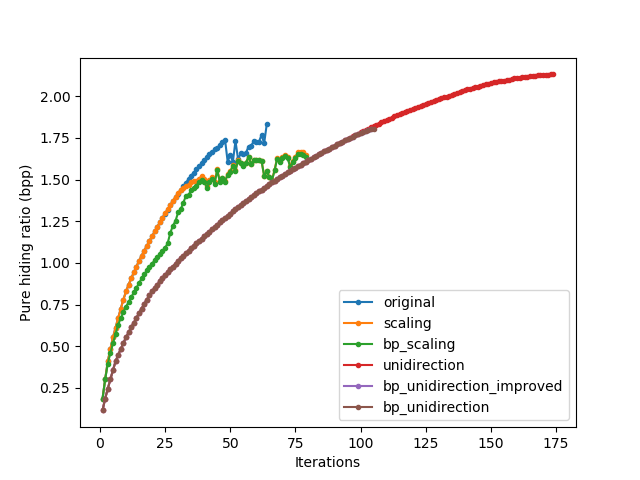 2.00
1.75
1.50
1.25
1.00
0.75
0.50
0.25
Pure hiding ratio (bpp)
original
scaling
bp_scaling
unidirection
bp_unidirection_improved
bp_unidirection
0 25 50 75 100 125 150 175
Iterations